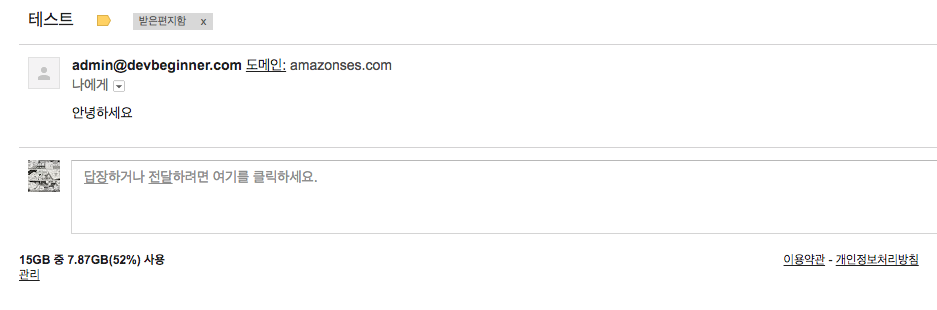 테스트 받은편지함 x
admin@devbeginner.com 도메인: amazonses.com
나에게
안녕하세요
답장하거나 전달하려면 여기를 클릭하세요.
15GB 중 7.87GB(52%) 사용
관리
이용약관 - 개인정보처리방침